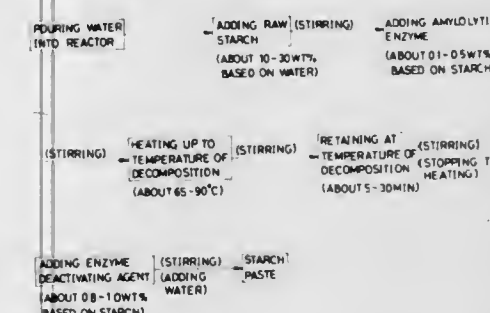 POURING WATER
INTO REACTOR
ADDING RAW (STIRRING)
STARCH
(ABOUT 10-30WT%
BASED ON WATER)
ADDING AMYLOLYTI
ENZYME
(ABOUT 0.1-0.5WT%
BASED ON STARCH
(STIRRING)
HEATING UP TO
TEMPERATURE OF (STIRRING)
DECOMPOSITION
(ABOUT 65-90°C)
RETAINING AT
TEMPERATURE OF (STIRRING)
DECOMPOSITION (STOPPING T
HEATING)
(ABOUT 5-30MIN)
ADDING ENZYME (STIRRING)
DEACTIVATING AGENT (ADDING
WATER)
(ABOUT 0.8-1.0WT%
BASED ON STARCH)
STARCH
PASTE